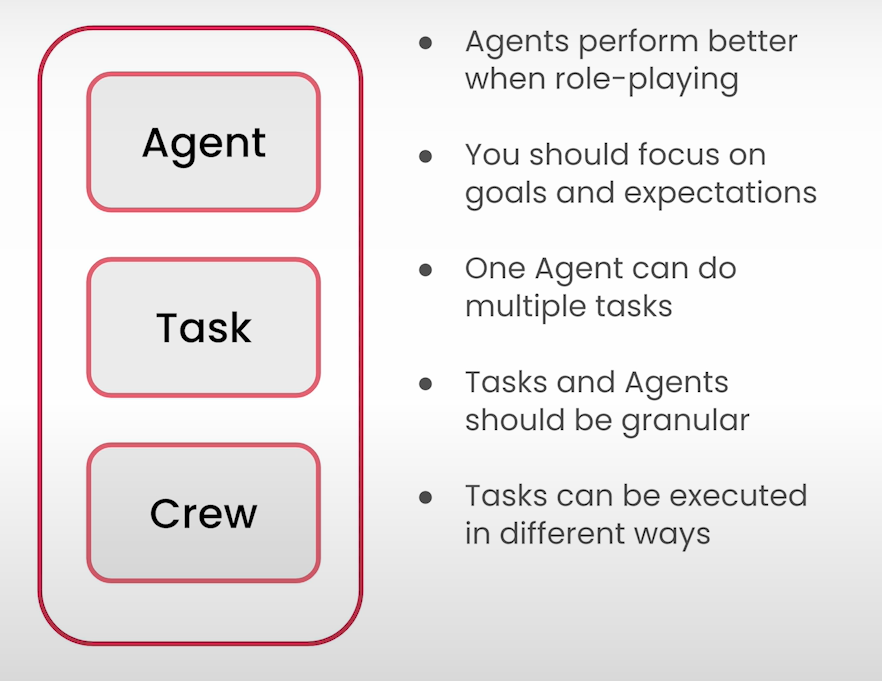 Agent
Task
Crew
● Agents perform better
when role-playing
● You should focus on
goals and expectations
● One Agent can do
multiple tasks
● Tasks and Agents
should be granular
● Tasks can be executed
in different ways